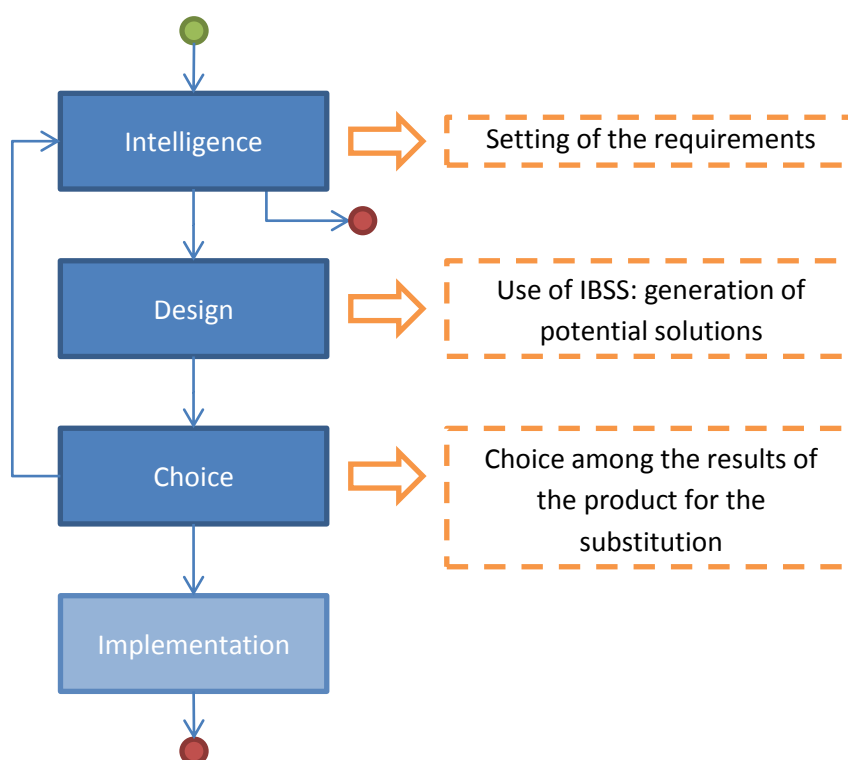 Intelligence
Setting of the requirements
Design
Use of IBSS: generation of
potential solutions
Choice
Choice among the results of
the product for the
substitution
Implementation